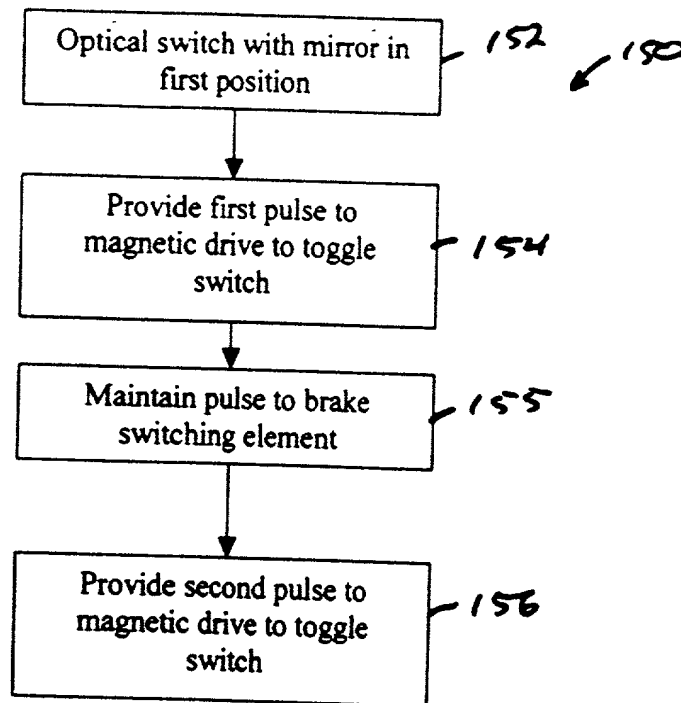 Optical switch with mirror in
first position
152
150
Provide first pulse to
magnetic drive to toggle
switch
154
Maintain pulse to brake
switching element
155
Provide second pulse to
magnetic drive to toggle
switch
156